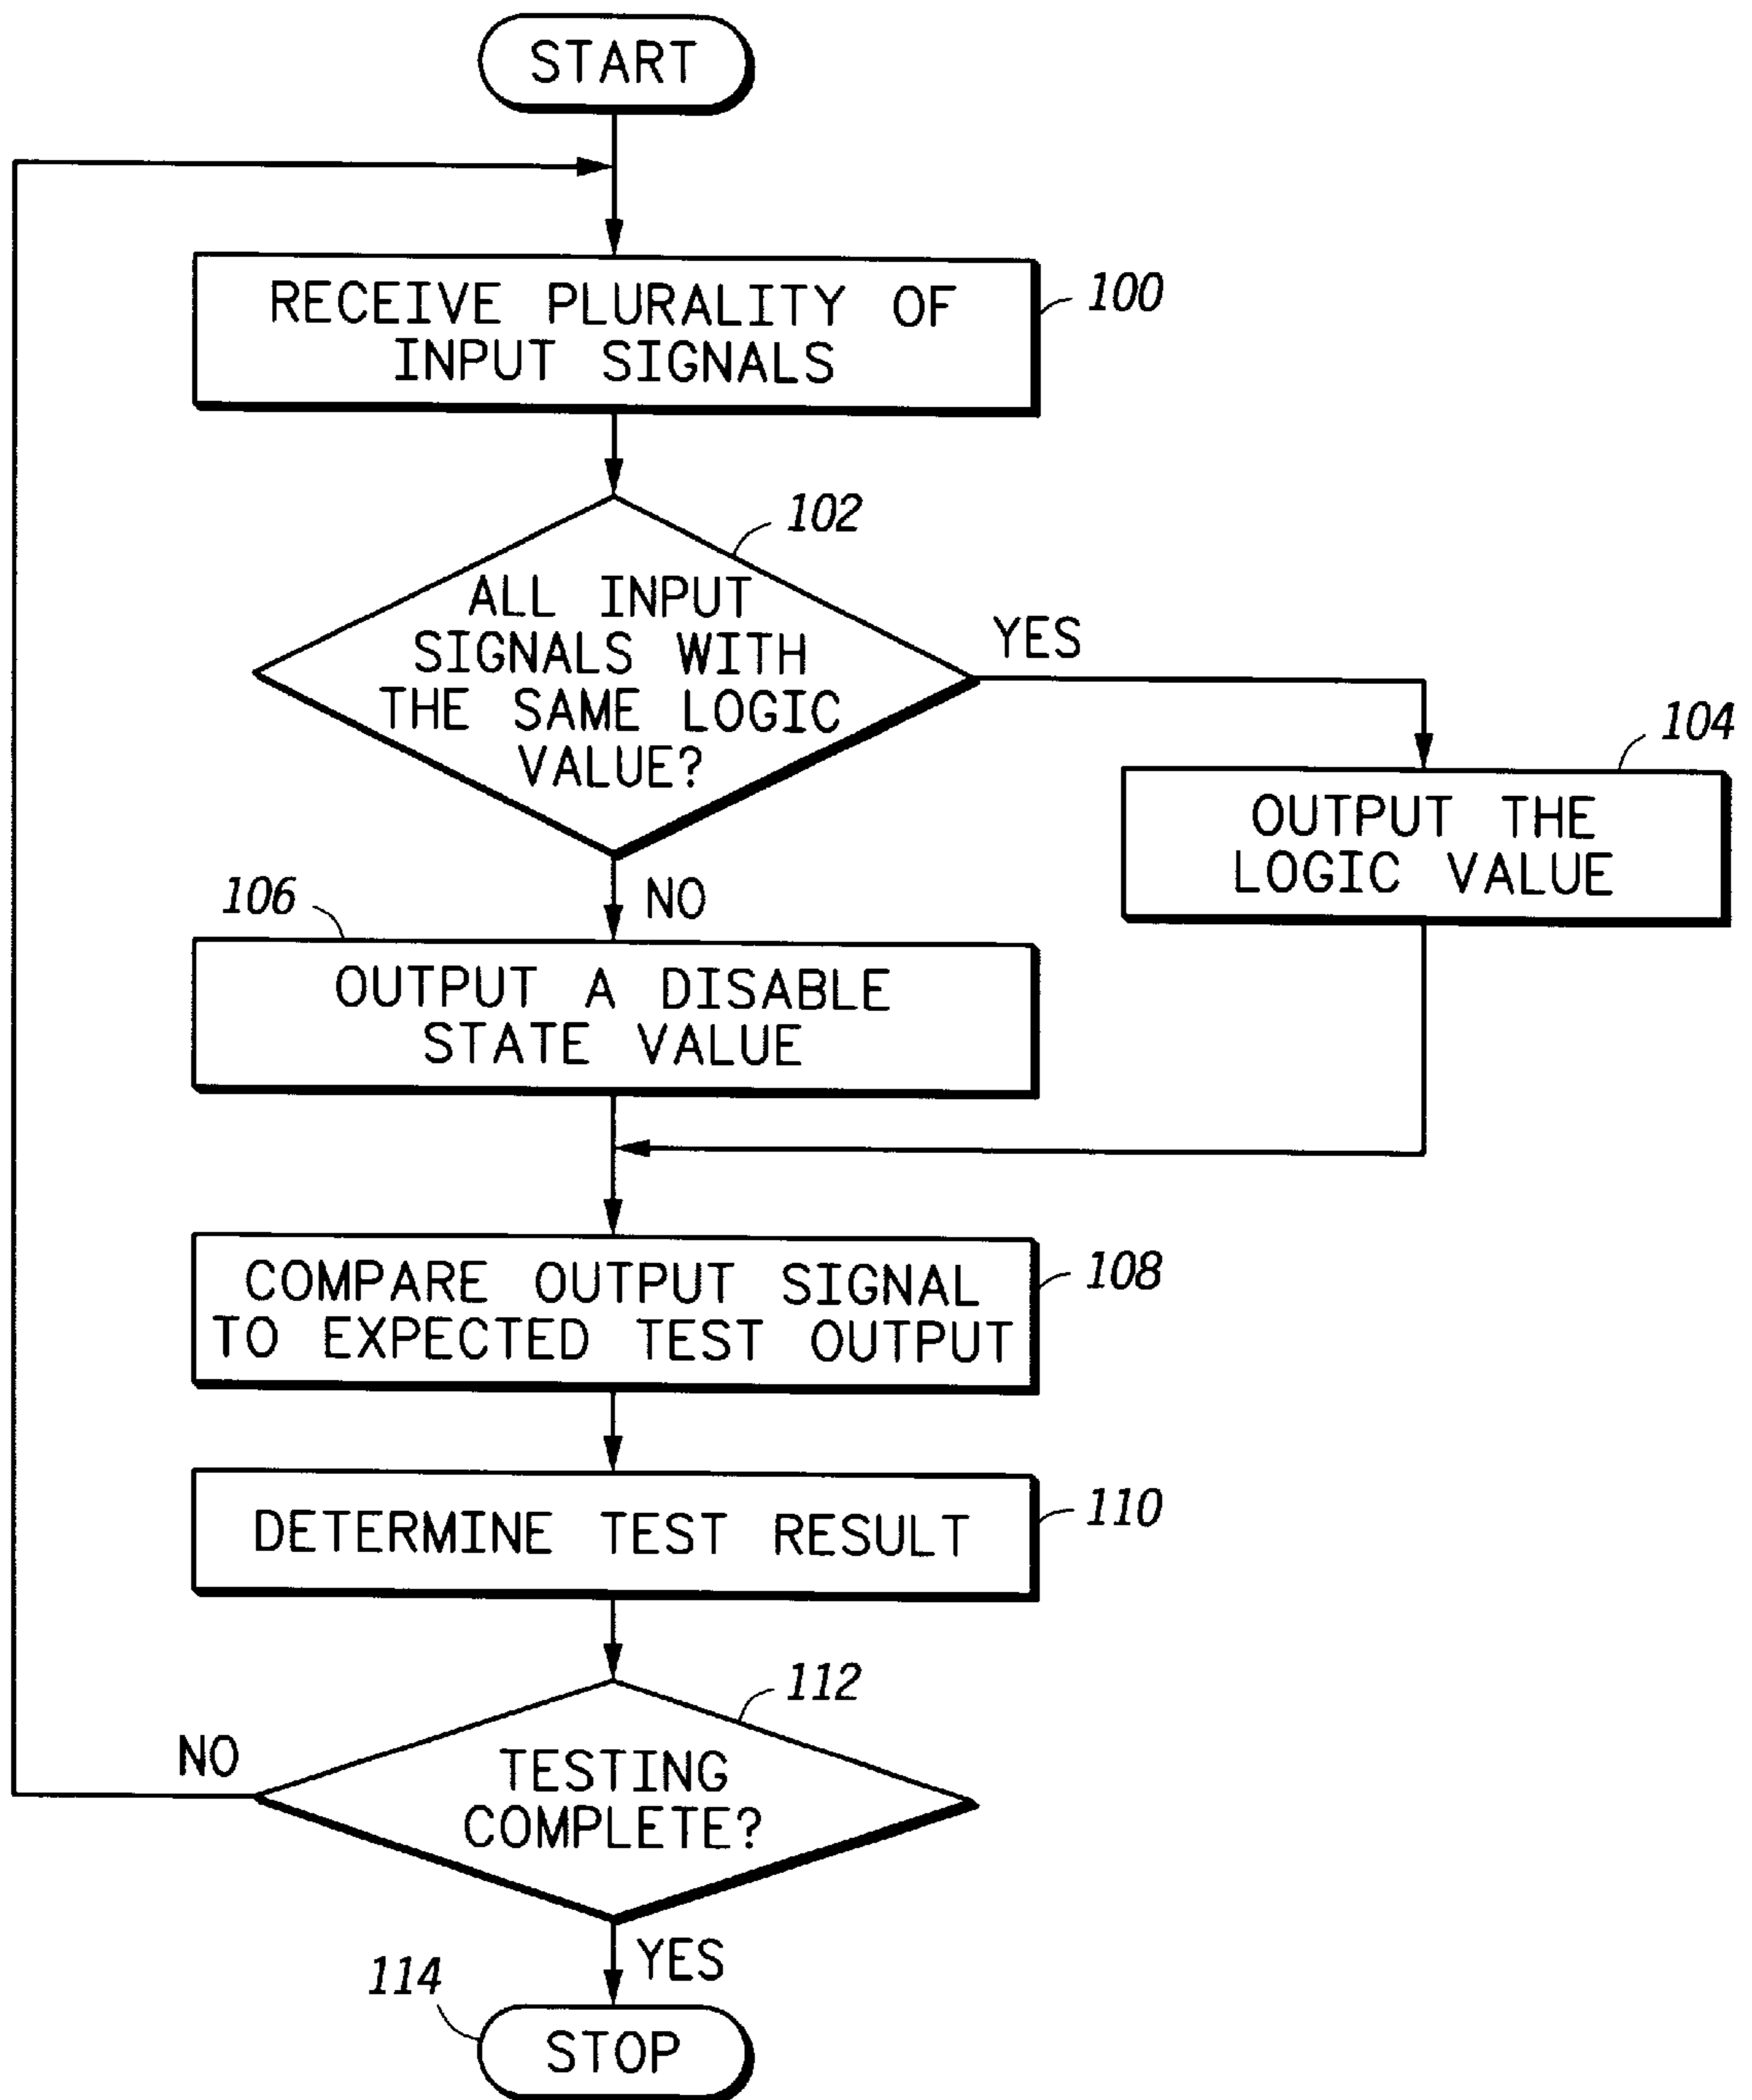 START
RECEIVE PLURALITY OF
INPUT SIGNALS
100
102
ALL INPUT
SIGNALS WITH
THE SAME LOGIC
VALUE?
YES
104
OUTPUT THE
LOGIC VALUE
NO
106
OUTPUT A DISABLE
STATE VALUE
COMPARE OUTPUT SIGNAL
TO EXPECTED TEST OUTPUT
108
DETERMINE TEST RESULT
110
112
NO
TESTING
COMPLETE?
YES
114
STOP